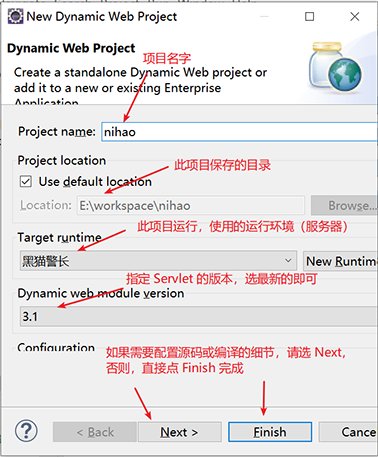 New Dynamic Web Project
Dynamic Web Project
项目名字
Create a standalone Dynamic Web project or
add it to a new or existing Enterprise
Application.
Project name: nihao
Project location
此项目保存的目录
Use default location
Location: E:\workspace\nihao Browse...
此项目运行，使用的运行环境（服务器）
Target runtime
黑猫警长 New Runtime
指定 Servlet 的版本，选最新的即可
Dynamic web module version
3.1
Configuration
如果需要配置源码或编译的细节，请选 Next，
否则，直接点 Finish 完成
? < Back Next > Finish Cance